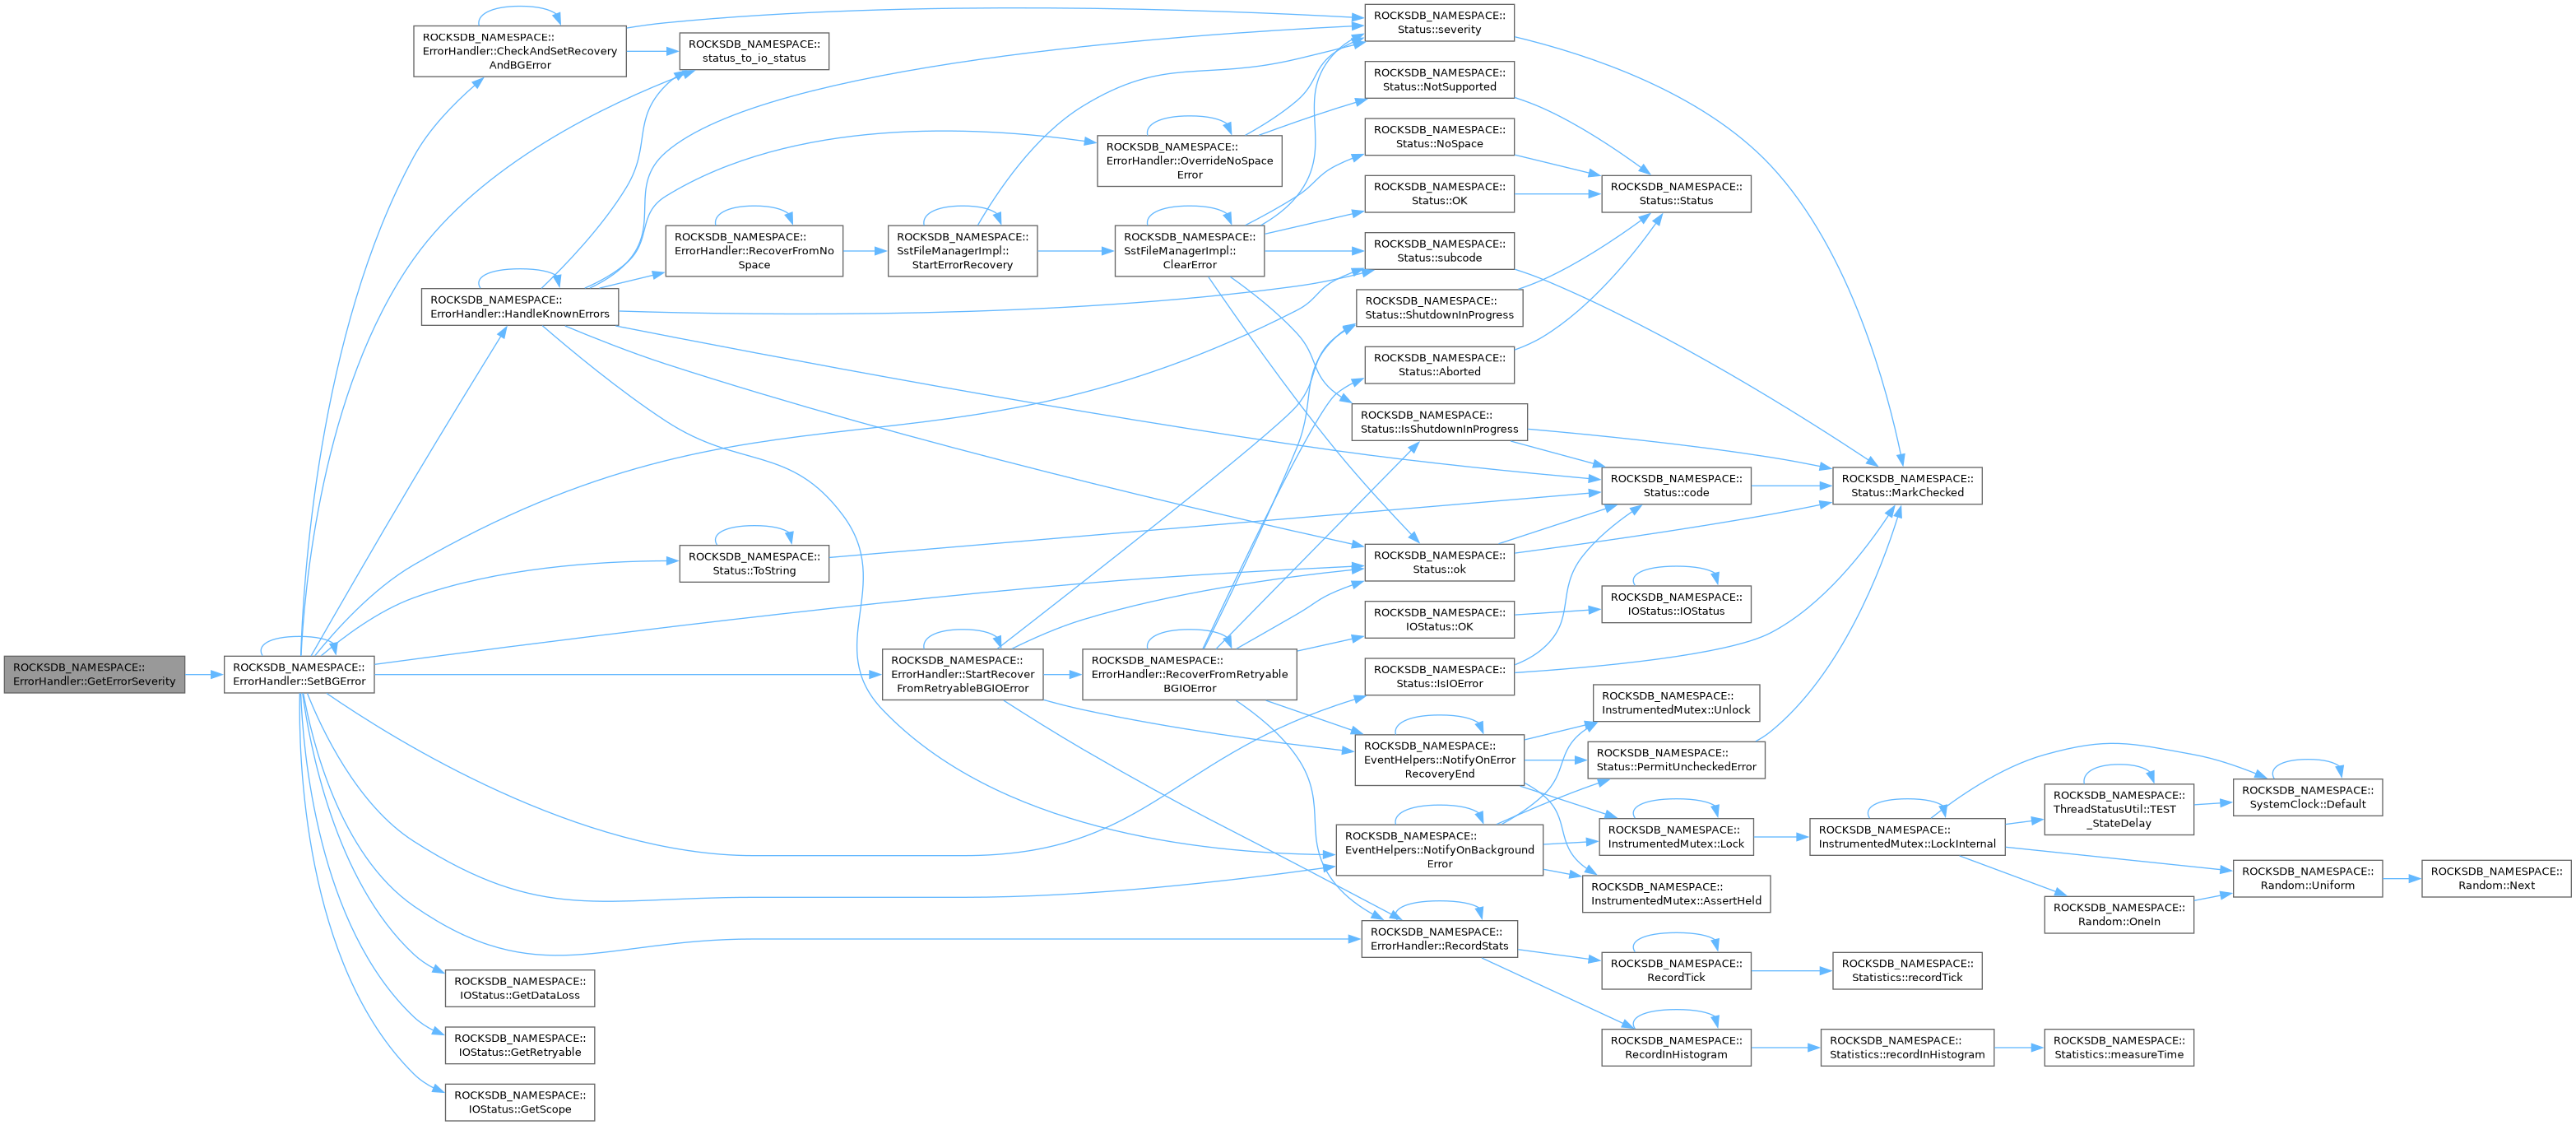 ROCKSDB_NAMESPACE::
ErrorHandler::GetErrorSeverity
ROCKSDB_NAMESPACE::
ErrorHandler::SetBGError
ROCKSDB_NAMESPACE::
ErrorHandler::CheckAndSetRecovery
AndBGError
ROCKSDB_NAMESPACE::
ErrorHandler::HandleKnownErrors
ROCKSDB_NAMESPACE::
IOStatus::GetDataLoss
ROCKSDB_NAMESPACE::
IOStatus::GetRetryable
ROCKSDB_NAMESPACE::
IOStatus::GetScope
ROCKSDB_NAMESPACE::
status_to_io_status
ROCKSDB_NAMESPACE::
ErrorHandler::RecoverFromNo
Space
ROCKSDB_NAMESPACE::
Status::ToString
ROCKSDB_NAMESPACE::
SstFileManagerImpl::
StartErrorRecovery
ROCKSDB_NAMESPACE::
ErrorHandler::StartRecover
FromRetryableBGIOError
ROCKSDB_NAMESPACE::
ErrorHandler::OverrideNoSpace
Error
ROCKSDB_NAMESPACE::
SstFileManagerImpl::
ClearError
ROCKSDB_NAMESPACE::
ErrorHandler::RecoverFromRetryable
BGIOError
ROCKSDB_NAMESPACE::
Status::severity
ROCKSDB_NAMESPACE::
Status::NotSupported
ROCKSDB_NAMESPACE::
Status::NoSpace
ROCKSDB_NAMESPACE::
Status::OK
ROCKSDB_NAMESPACE::
Status::subcode
ROCKSDB_NAMESPACE::
Status::ShutdownInProgress
ROCKSDB_NAMESPACE::
Status::Aborted
ROCKSDB_NAMESPACE::
Status::IsShutdownInProgress
ROCKSDB_NAMESPACE::
Status::ok
ROCKSDB_NAMESPACE::
IOStatus::OK
ROCKSDB_NAMESPACE::
Status::IsIOError
ROCKSDB_NAMESPACE::
EventHelpers::NotifyOnError
RecoveryEnd
ROCKSDB_NAMESPACE::
EventHelpers::NotifyOnBackground
Error
ROCKSDB_NAMESPACE::
ErrorHandler::RecordStats
ROCKSDB_NAMESPACE::
Status::Status
ROCKSDB_NAMESPACE::
Status::code
ROCKSDB_NAMESPACE::
IOStatus::IOStatus
ROCKSDB_NAMESPACE::
InstrumentedMutex::Unlock
ROCKSDB_NAMESPACE::
Status::PermitUncheckedError
ROCKSDB_NAMESPACE::
InstrumentedMutex::Lock
ROCKSDB_NAMESPACE::
InstrumentedMutex::AssertHeld
ROCKSDB_NAMESPACE::
RecordTick
ROCKSDB_NAMESPACE::
RecordInHistogram
ROCKSDB_NAMESPACE::
Status::MarkChecked
ROCKSDB_NAMESPACE::
InstrumentedMutex::LockInternal
ROCKSDB_NAMESPACE::
Statistics::recordTick
ROCKSDB_NAMESPACE::
Statistics::recordInHistogram
ROCKSDB_NAMESPACE::
ThreadStatusUtil::TEST
_StateDelay
ROCKSDB_NAMESPACE::
Random::OneIn
ROCKSDB_NAMESPACE::
Statistics::measureTime
ROCKSDB_NAMESPACE::
SystemClock::Default
ROCKSDB_NAMESPACE::
Random::Uniform
ROCKSDB_NAMESPACE::
Random::Next